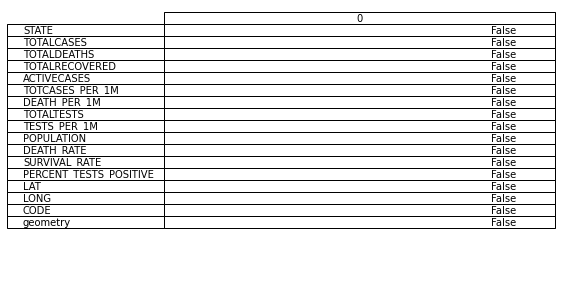 0
STATE False
TOTALCASES False
TOTALDEATHS False
TOTALRECOVERED False
ACTIVECASES False
TOTCASES_PER_1M False
DEATH_PER_1M False
TOTALTESTS False
TESTS_PER_1M False
POPULATION False
DEATH_RATE False
SURVIVAL_RATE False
PERCENT_TESTS_POSITIVE False
LAT False
LONG False
CODE False
geometry False